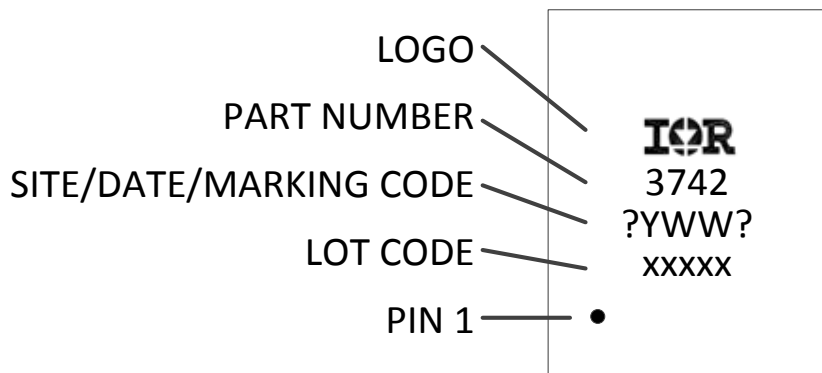 LOGO
PART NUMBER
SITE/DATE/MARKING CODE
LOT CODE
PIN 1
IOR
3742
?YWW?
xxxxx